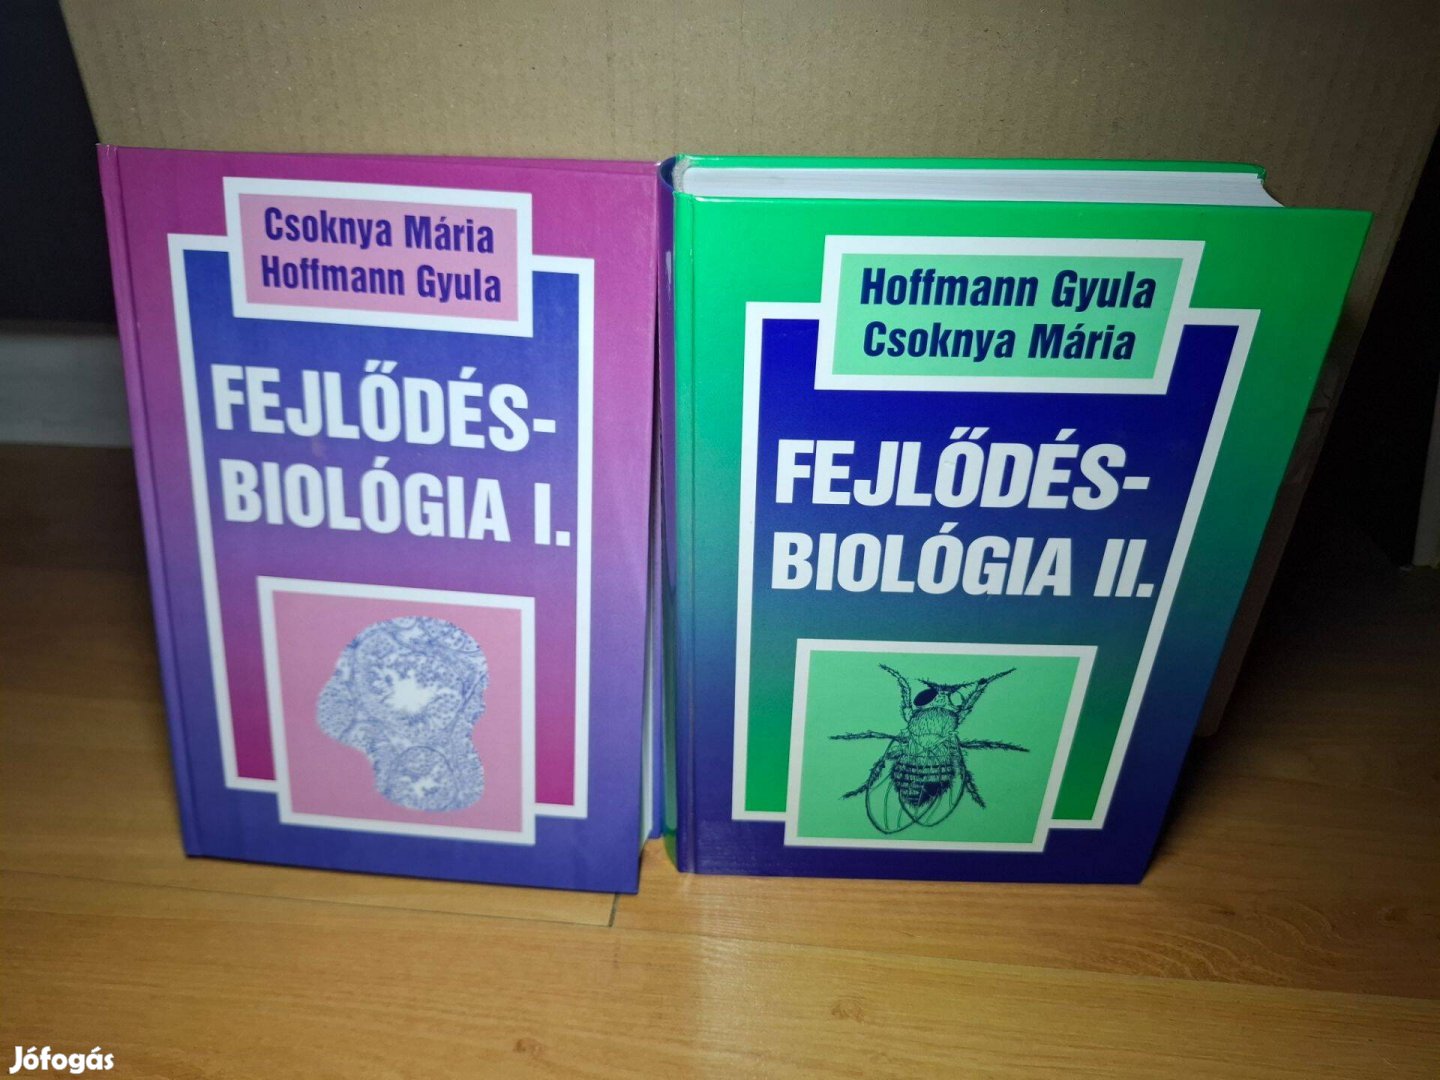 Csoknya Mária
Hoffmann Gyula
FEJLŐDÉS-
BIOLÓGIA I.
Hoffmann Gyula
Csoknya Mária
FEJLŐDÉS-
BIOLÓGIA II.
Jófogás